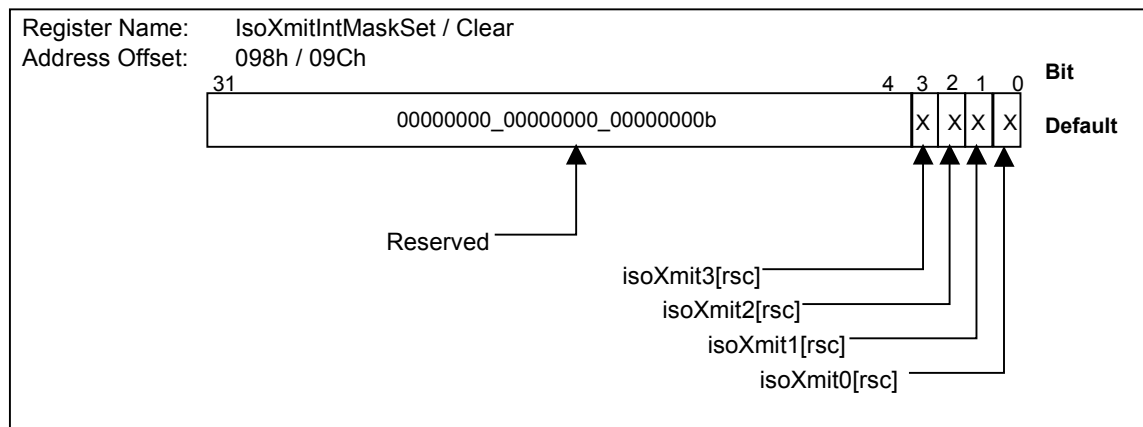 Register Name: IsoXmitIntMaskSet / Clear
Address Offset: 098h / 09Ch
31 4 3 2 1 0 Bit
00000000_00000000_00000000b X X X X Default
Reserved
isoXmit3[rsc]
isoXmit2[rsc]
isoXmit1[rsc]
isoXmit0[rsc]